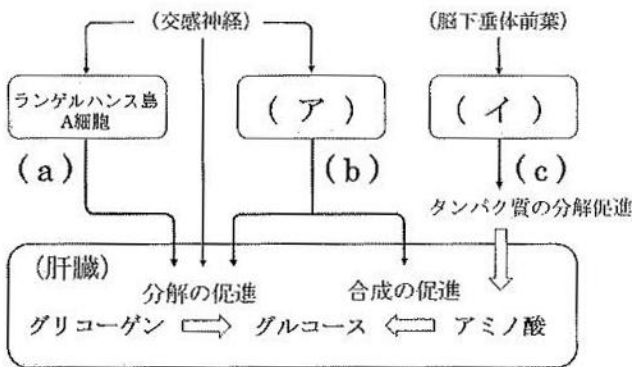 (交感神経)
(脳下垂体前葉)
ランゲルハンス島
A細胞
(ア)
(イ)
(a)
(b)
(c)
タンパク質の分解促進
(肝臓)
分解の促進
合成の促進
グリコーゲン
グルコース
アミノ酸